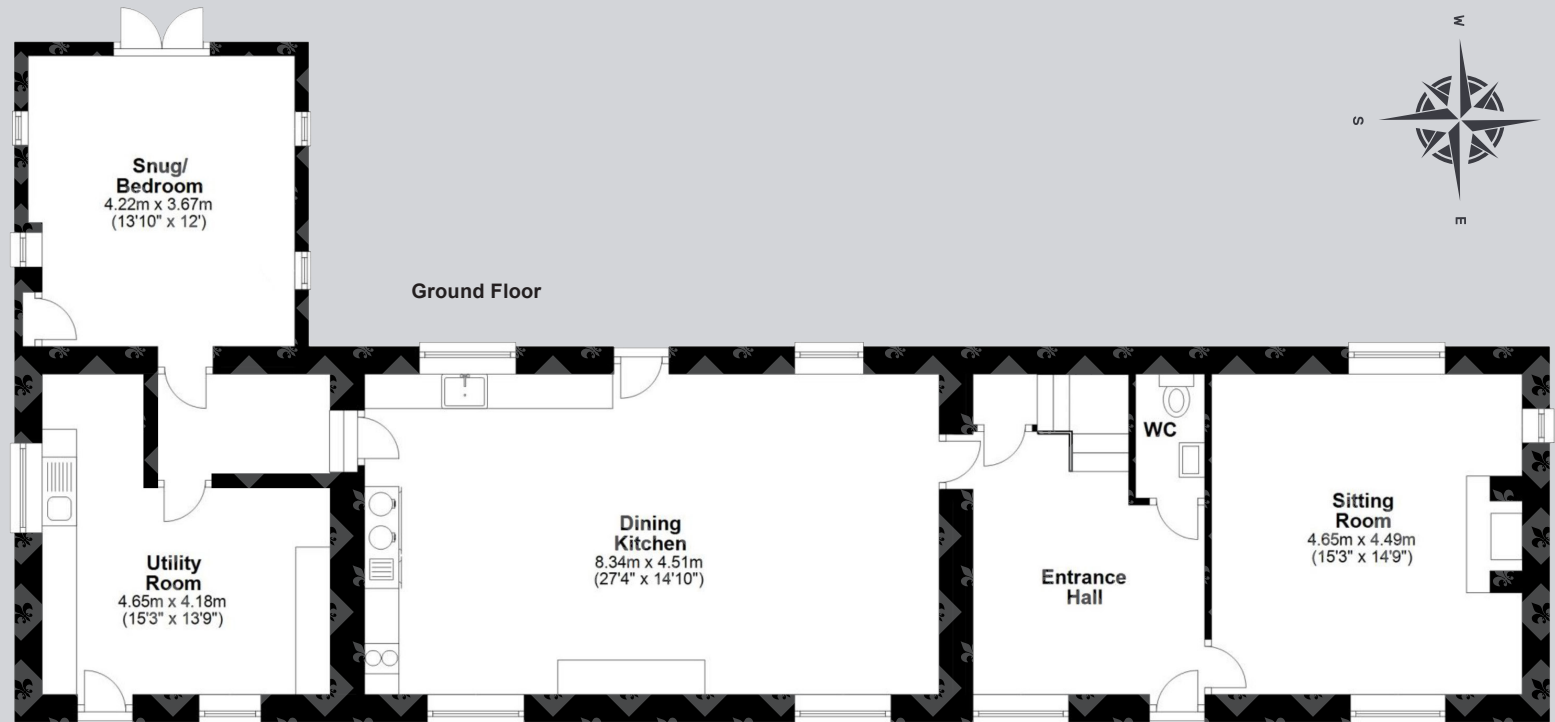 W
S
E
Snug/
Bedroom
4.22m x 3.67m
(13'10" x 12')
Ground Floor
WC
Sitting
Room
4.65m x 4.49m
(15'3" x 14'9")
Dining
Kitchen
8.34m x 4.51m
(27'4" x 14'10")
Utility
Room
4.65m x 4.18m
(15'3" x 13'9")
Entrance
Hall